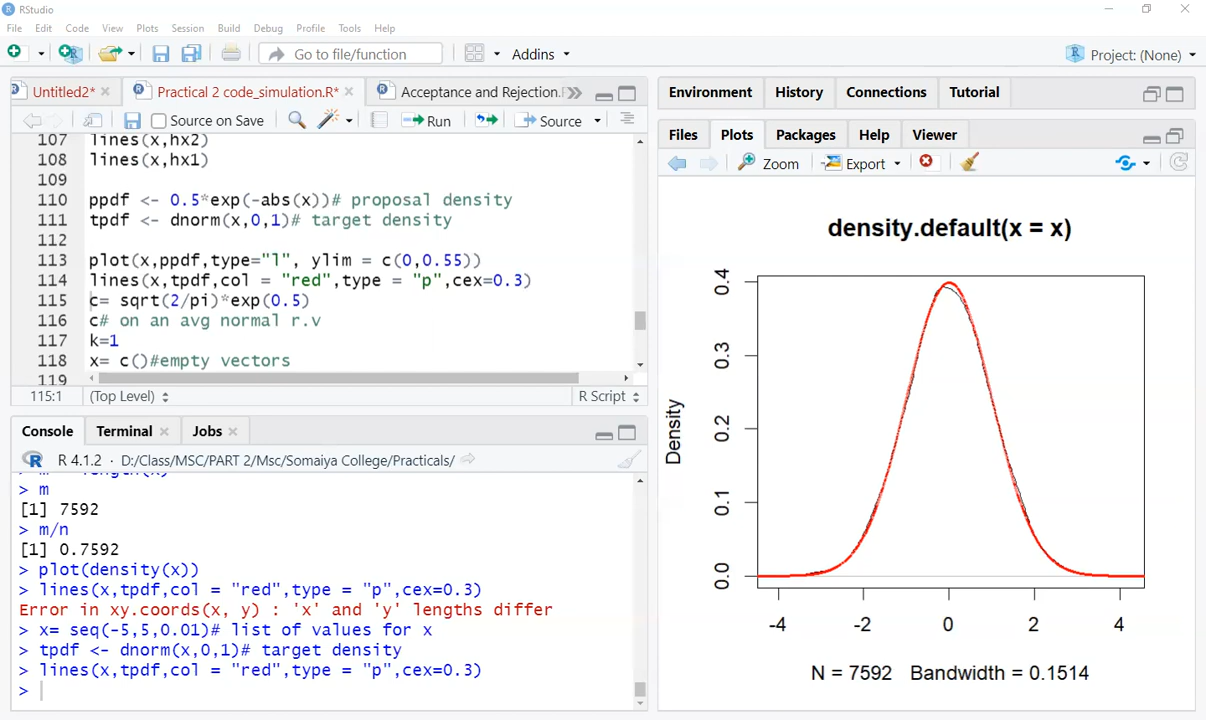 RStudio
File Edit Code View Plots Session Build Debug Profile Tools Help
Go to file/function Addins Project: (None)
Untitled2* Practical 2 code_simulation.R* Acceptance and Rejection.
Source on Save Run Source
107 lines(x,hx2)
108 lines(x,hx1)
109
110 ppdf <- 0.5*exp(-abs(x))# proposal density
111 tpdf <- dnorm(x,0,1)# target density
112
113 plot(x,ppdf,type="l", ylim = c(0,0.55))
114 lines(x,tpdf,col = "red",type = "p",cex=0.3)
115 c= sqrt(2/pi)*exp(0.5)
116 c# on an avg normal r.v
117 k=1
118 x= c()#empty vectors
119
115:1 (Top Level) R Script
Console Terminal Jobs
R 4.1.2 · D:/Class/MSC/PART 2/Msc/Somaiya College/Practicals/
> m
[1] 7592
> m/n
[1] 0.7592
> plot(density(x))
> lines(x,tpdf,col = "red",type = "p",cex=0.3)
Error in xy.coords(x, y) : 'x' and 'y' lengths differ
> x= seq(-5,5,0.01)# list of values for x
> tpdf <- dnorm(x,0,1)# target density
> lines(x,tpdf,col = "red",type = "p",cex=0.3)
>
Environment History Connections Tutorial
Files Plots Packages Help Viewer
Zoom Export
density.default(x = x)
Density
0.4
0.3
0.2
0.1
0.0
-4 -2 0 2 4
N = 7592 Bandwidth = 0.1514